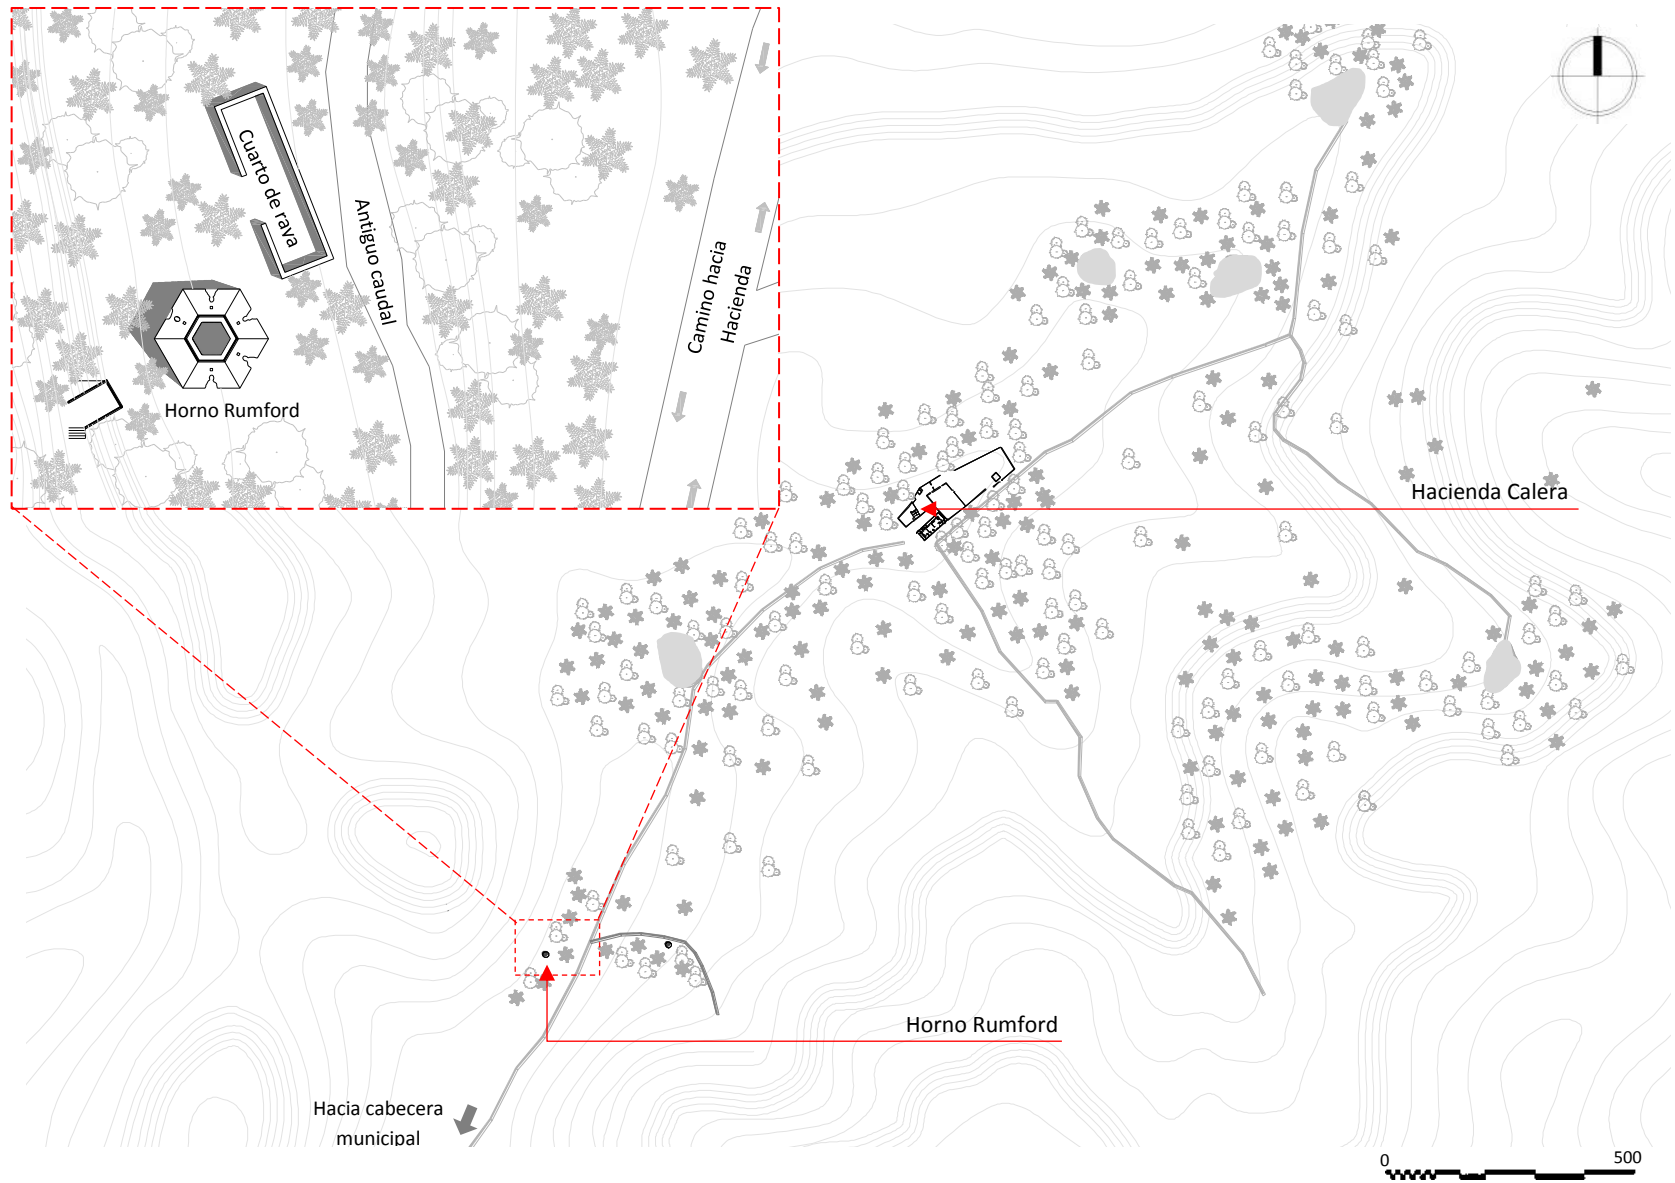 Cuarto de rava
Antiguo caudal
Camino hacia
Hacienda
Horno Rumford
Hacienda Calera
Horno Rumford
Hacia cabecera
municipal
0
500